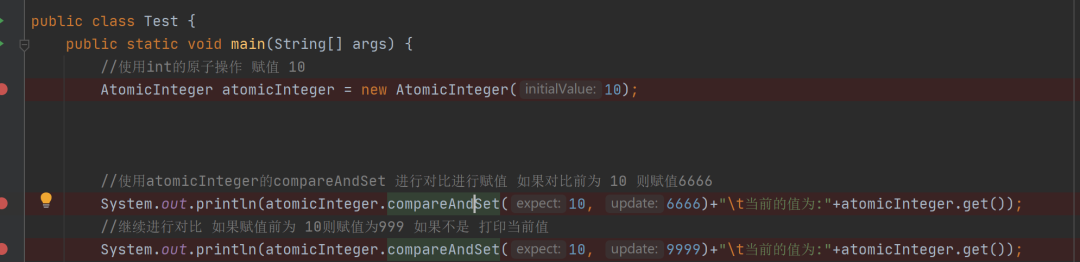 public class Test {
public static void main(String[] args) {
//使用int的原子操作 赋值 10
AtomicInteger atomicInteger = new AtomicInteger( initialValue: 10);
//使用atomicInteger的compareAndSet 进行对比进行赋值 如果对比前为 10 则赋值6666
System.out.println(atomicInteger.compareAndSet( expect: 10, update: 6666)+"\t当前的值为:"+atomicInteger.get());
//继续进行对比 如果赋值前为 10则赋值为999 如果不是 打印当前值
System.out.println(atomicInteger.compareAndSet( expect: 10, update: 9999)+"\t当前的值为:"+atomicInteger.get());